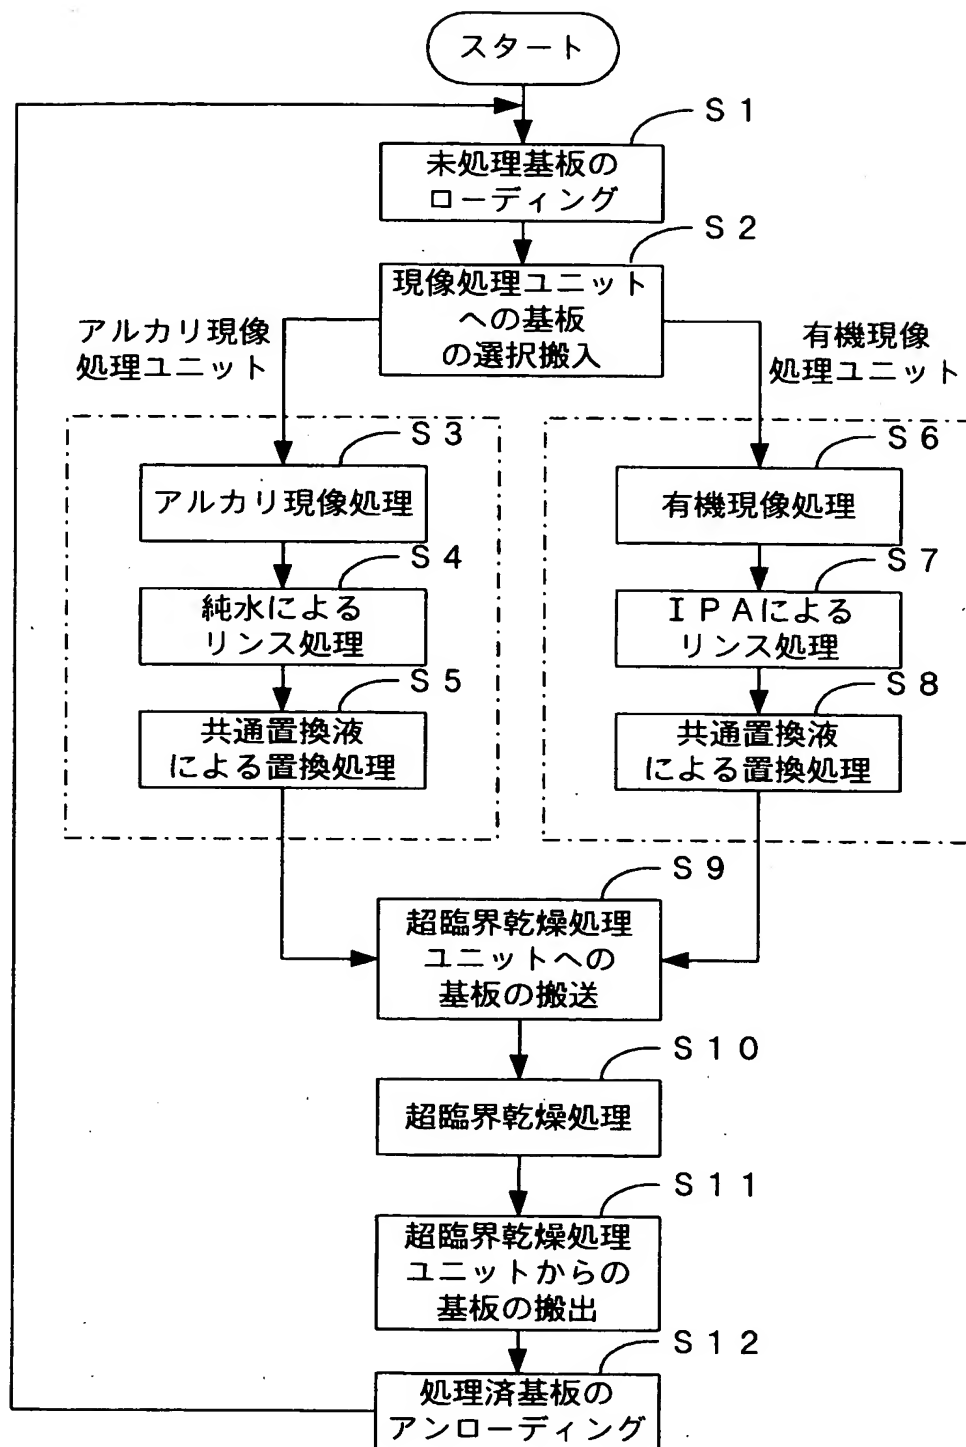 スタート
S1
未処理基板の
ローディング
S2
現像処理ユニット
への基板
の選択搬入
アルカリ現像
処理ユニット
有機現像
処理ユニット
S3
アルカリ現像処理
S4
純水による
リンス処理
S5
共通置換液
による置換処理
S6
有機現像処理
S7
IPAによる
リンス処理
S8
共通置換液
による置換処理
S9
超臨界乾燥処理
ユニットへの
基板の搬送
S10
超臨界乾燥処理
S11
超臨界乾燥処理
ユニットからの
基板の搬出
S12
処理済基板の
アンローディング